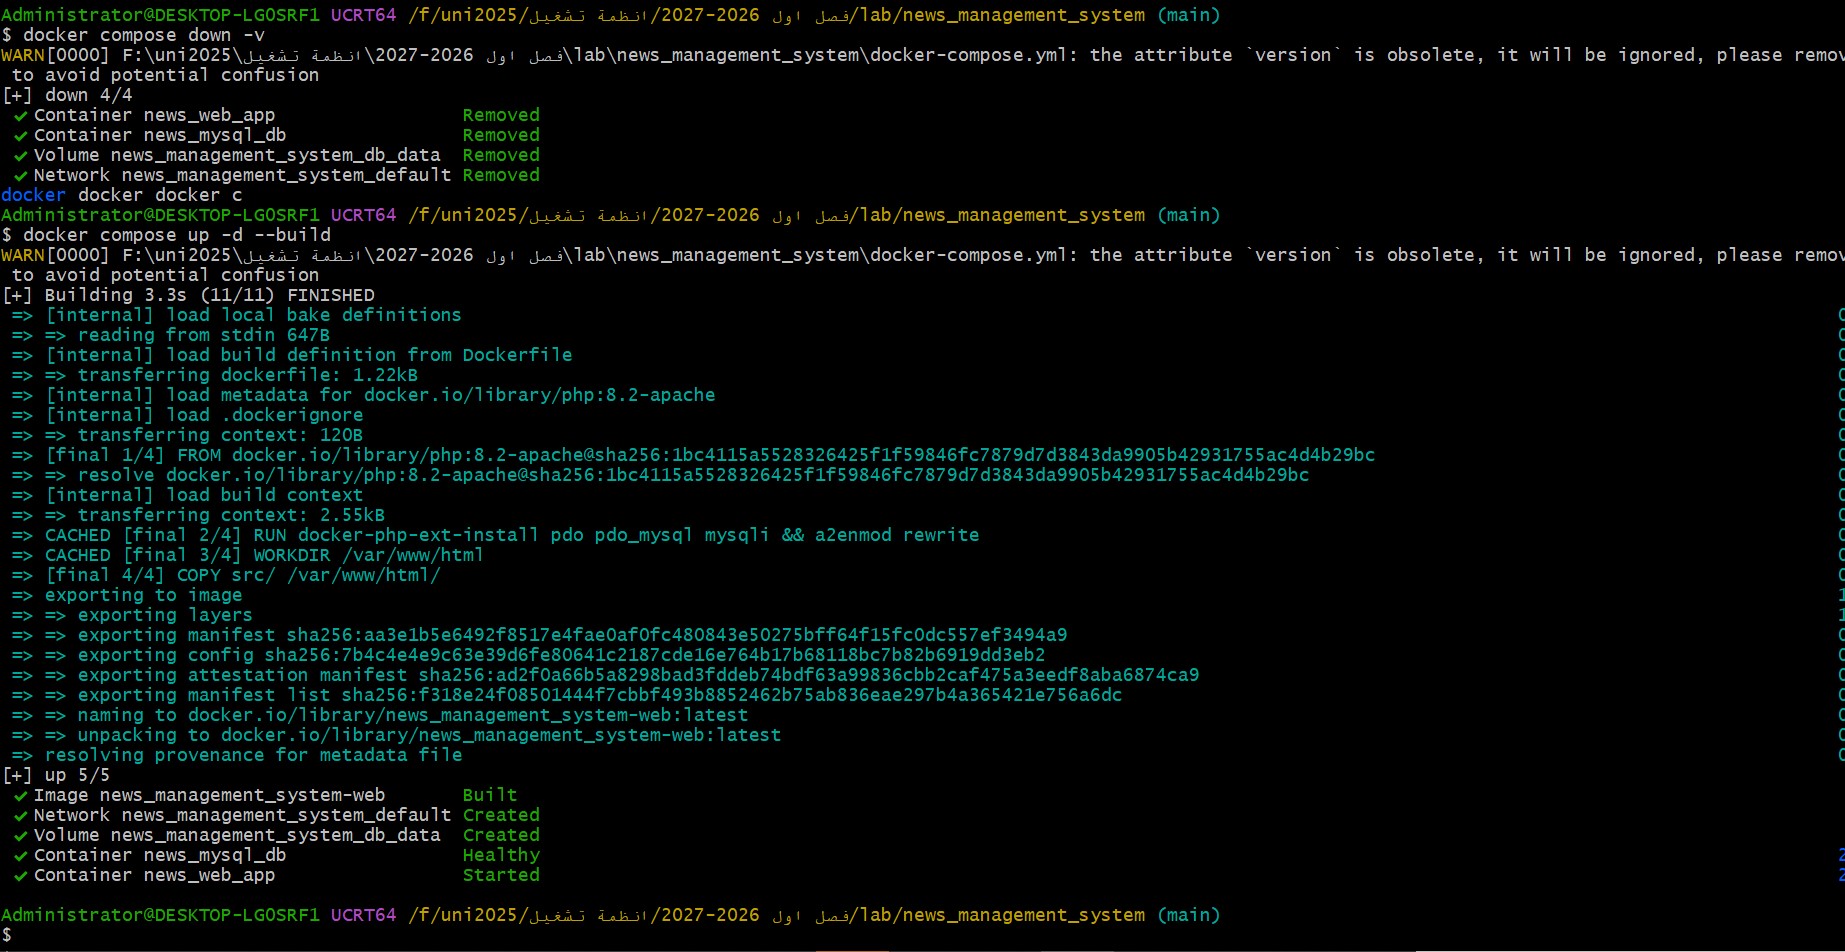 Administrator@DESKTOP-LG0SRF1 UCRT64 /f/uni2025/انظمة تشغيل/2027-2026 فصل اول/lab/news_management_system (main)
$ docker compose down -v
WARN[0000] F:\uni2025\انظمة تشغيل\2027-2026 فصل اول\lab\news_management_system\docker-compose.yml: the attribute `version` is obsolete, it will be ignored, please remov
to avoid potential confusion
[+] down 4/4
✔ Container news_web_app Removed
✔ Container news_mysql_db Removed
✔ Volume news_management_system_db_data Removed
✔ Network news_management_system_default Removed
docker docker docker c
Administrator@DESKTOP-LG0SRF1 UCRT64 /f/uni2025/انظمة تشغيل/2027-2026 فصل اول/lab/news_management_system (main)
$ docker compose up -d --build
WARN[0000] F:\uni2025\انظمة تشغيل\2027-2026 فصل اول\lab\news_management_system\docker-compose.yml: the attribute `version` is obsolete, it will be ignored, please remov
to avoid potential confusion
[+] Building 3.3s (11/11) FINISHED
=> [internal] load local bake definitions
=> => reading from stdin 647B
=> [internal] load build definition from Dockerfile
=> => transferring dockerfile: 1.22kB
=> [internal] load metadata for docker.io/library/php:8.2-apache
=> [internal] load .dockerignore
=> => transferring context: 120B
=> [final 1/4] FROM docker.io/library/php:8.2-apache@sha256:1bc4115a5528326425f1f59846fc7879d7d3843da9905b42931755ac4d4b29bc
=> => resolve docker.io/library/php:8.2-apache@sha256:1bc4115a5528326425f1f59846fc7879d7d3843da9905b42931755ac4d4b29bc
=> [internal] load build context
=> => transferring context: 2.55kB
=> CACHED [final 2/4] RUN docker-php-ext-install pdo pdo_mysql mysqli && a2enmod rewrite
=> CACHED [final 3/4] WORKDIR /var/www/html
=> [final 4/4] COPY src/ /var/www/html/
=> exporting to image
=> => exporting layers
=> => exporting manifest sha256:aa3e1b5e6492f8517e4fae0af0fc480843e50275bff64f15fc0dc557ef3494a9
=> => exporting config sha256:7b4c4e4e9c63e39d6fe80641c2187cde16e764b17b68118bc7b82b6919dd3eb2
=> => exporting attestation manifest sha256:ad2f0a66b5a8298bad3fddeb74bdf63a99836cbb2caf475a3eedf8aba6874ca9
=> => exporting manifest list sha256:f318e24f08501444f7cbbf493b8852462b75ab836eae297b4a365421e756a6dc
=> => naming to docker.io/library/news_management_system-web:latest
=> => unpacking to docker.io/library/news_management_system-web:latest
=> resolving provenance for metadata file
[+] up 5/5
✔ Image news_management_system-web Built
✔ Network news_management_system_default Created
✔ Volume news_management_system_db_data Created
✔ Container news_mysql_db Healthy
✔ Container news_web_app Started
Administrator@DESKTOP-LG0SRF1 UCRT64 /f/uni2025/انظمة تشغيل/2027-2026 فصل اول/lab/news_management_system (main)
$